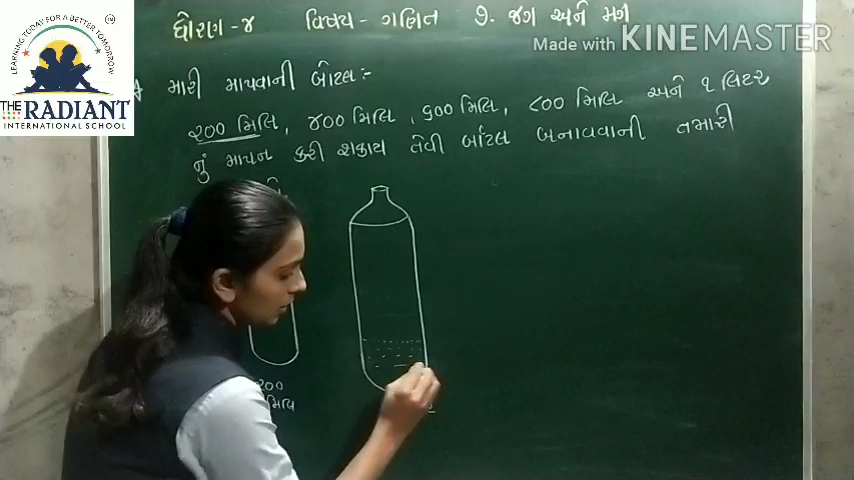 LEARNING TODAY FOR A BETTER TOMORROW
TM
THE RADIANT
INTERNATIONAL SCHOOL
ધોરણ - ૪ વિષય - ગણિત ૭. જગ અને મગ
Made with KINEMASTER
મારી માપવાની બોટલ :-
૨૦૦ મિલિ, ૪૦૦ મિલિ, ૬૦૦ મિલિ, ૮૦૦ મિલિ અને ૧ લિટર
નું માપન કરી શકાય તેવી બોટલ બનાવવાની તમારી
૨૦૦
મિલિ